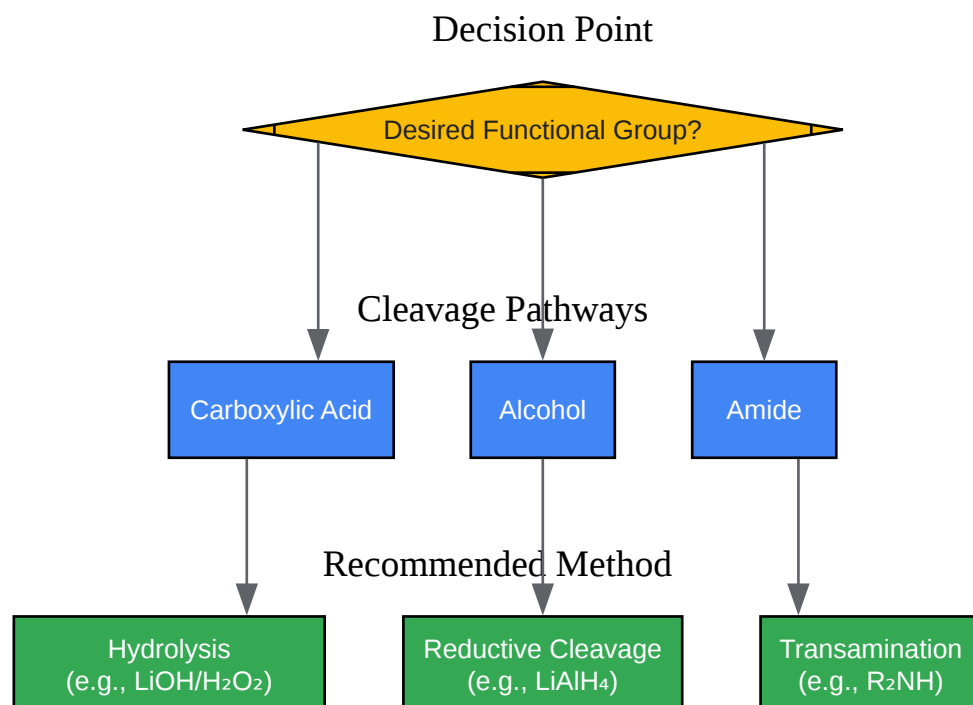 Decision Point
Desired Functional Group?
Cleavage Pathways
Carboxylic Acid
Alcohol
Amide
Recommended Method
Hydrolysis
(e.g., LiOH/H₂O₂)
Reductive Cleavage
(e.g., LiAlH₄)
Transamination
(e.g., R₂NH)